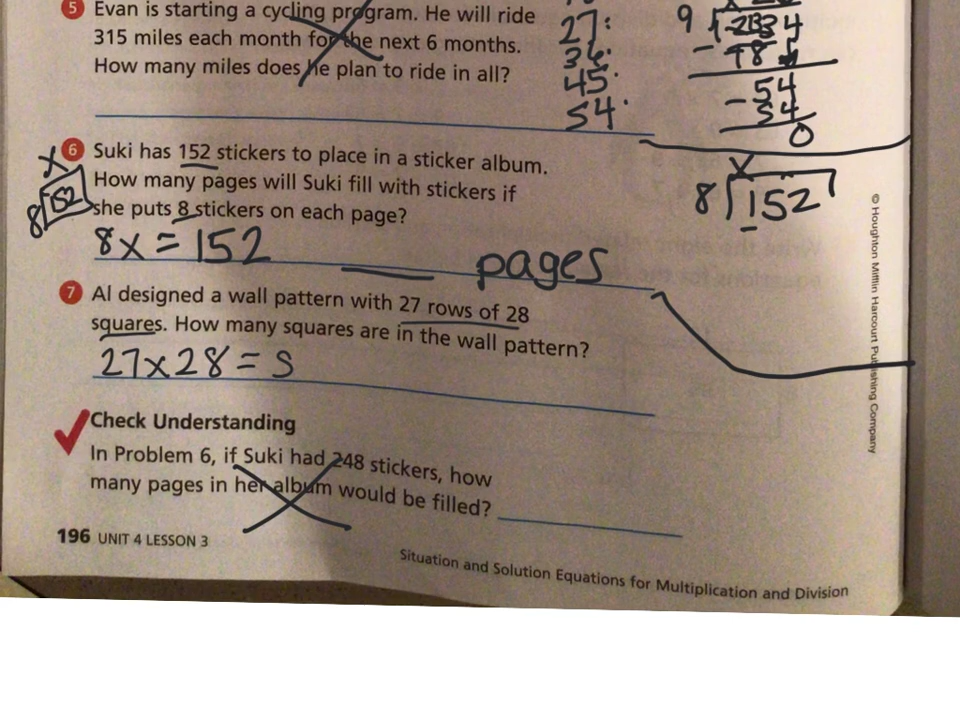 5 Evan is starting a cycling program. He will ride
315 miles each month for the next 6 months.
How many miles does he plan to ride in all?
27
36
45
54
9 234
- 18
- 54
54
0
6 Suki has 152 stickers to place in a sticker album.
How many pages will Suki fill with stickers if
she puts 8 stickers on each page?
x
8 152
8x = 152 pages
x
8 152
-
7 Al designed a wall pattern with 27 rows of 28
squares. How many squares are in the wall pattern?
27x28 = S
Check Understanding
In Problem 6, if Suki had 248 stickers, how
many pages in her album would be filled?
196 UNIT 4 LESSON 3
Situation and Solution Equations for Multiplication and Division
© Houghton Mifflin Harcourt Publishing Company